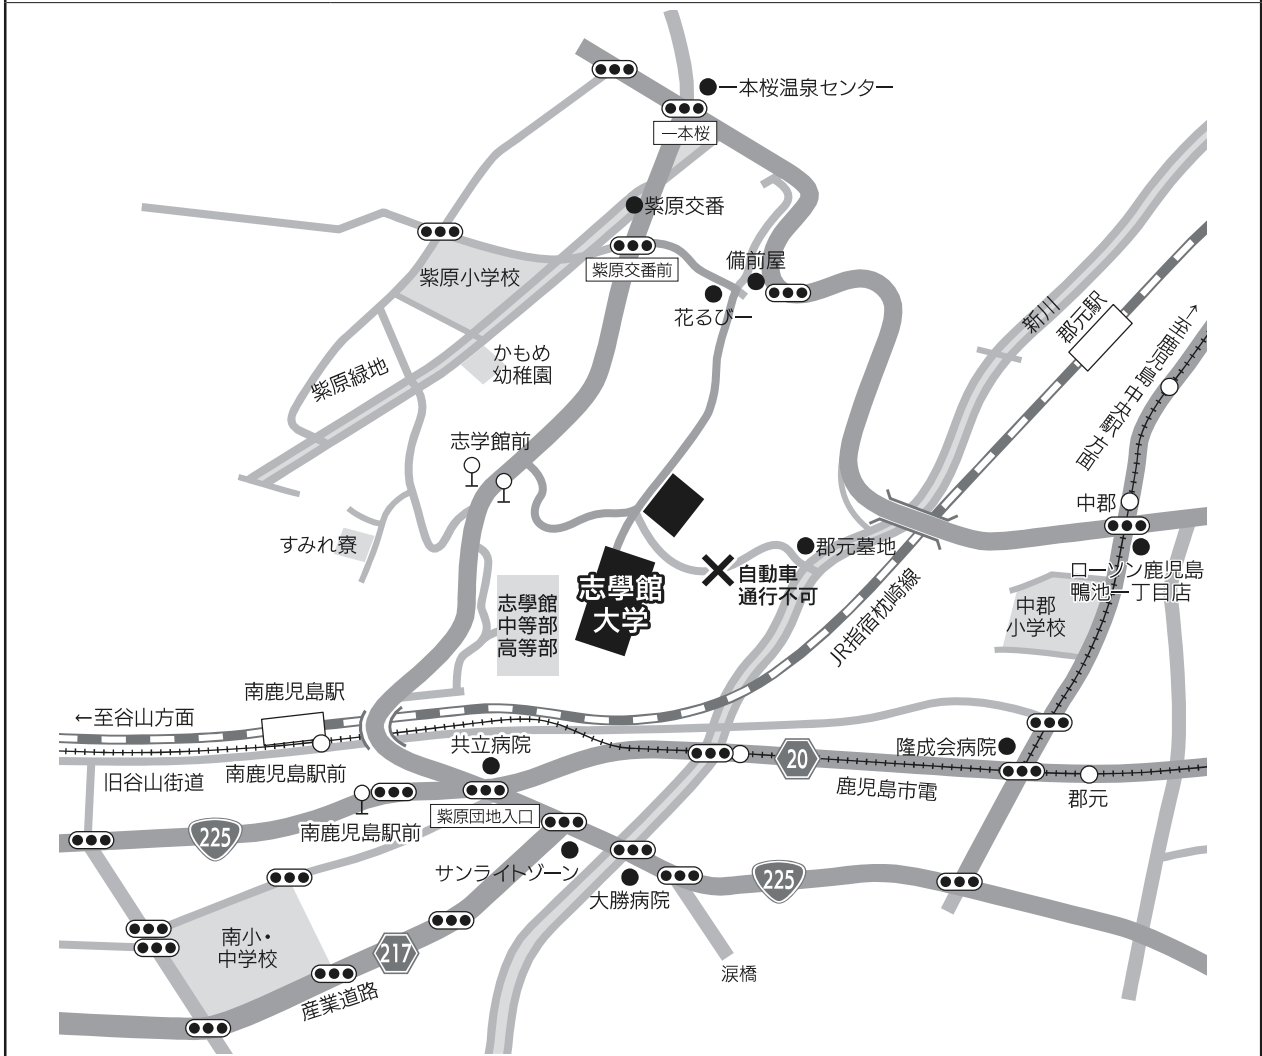 一本桜温泉センター
一本桜
紫原交番
紫原交番前
備前屋
花るびー
紫原小学校
かもめ
幼稚園
紫原緑地
新川
郡元駅
→至鹿児島中央駅方面
志学館前
中郡
すみれ寮
郡元墓地
自動車
通行不可
ローソン鹿児島
鴨池一丁目店
志學館
大学
志學館
中等部
高等部
中郡
小学校
JR指宿枕崎線
南鹿児島駅
←至谷山方面
共立病院
隆成会病院
20
旧谷山街道
南鹿児島駅前
鹿児島市電
郡元
紫原団地入口
225
南鹿児島駅前
サンライトゾーン
大勝病院
225
南小・
中学校
217
涙橋
産業道路